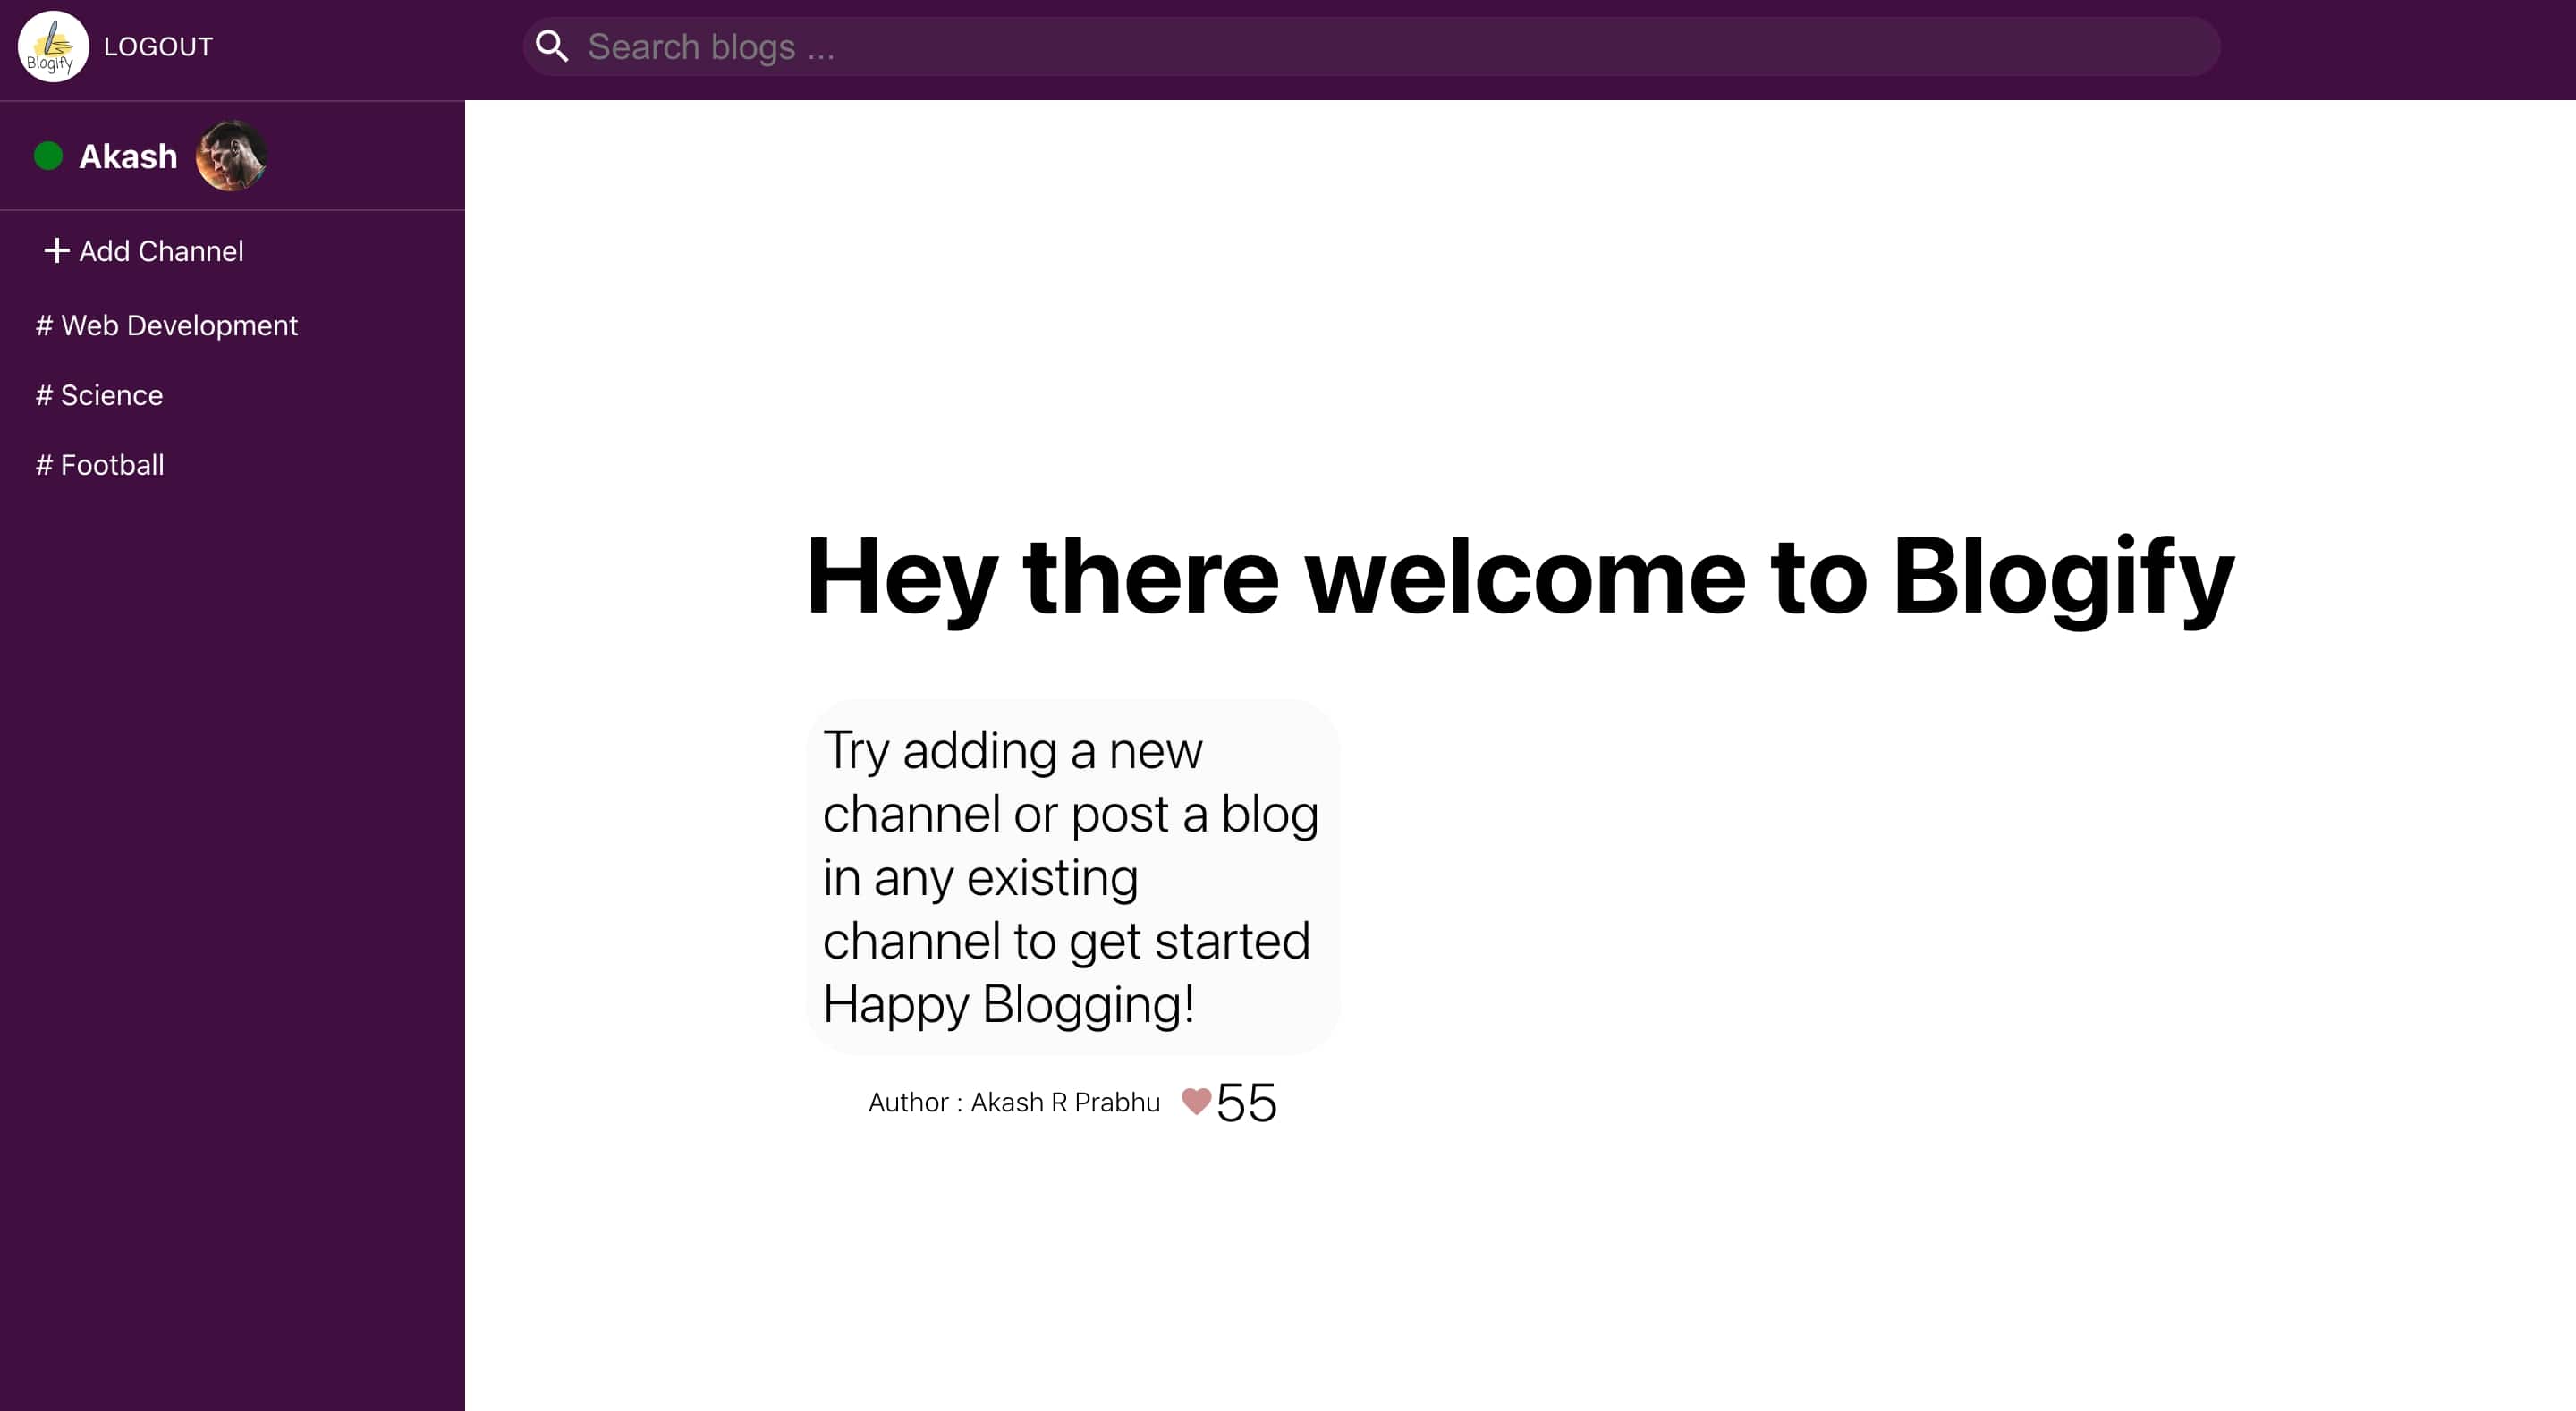 Blogify
LOGOUT
Search blogs ...
Akash
+ Add Channel
# Web Development
# Science
# Football
Hey there welcome to Blogify
Try adding a new
channel or post a blog
in any existing
channel to get started
Happy Blogging!
Author : Akash R Prabhu 55